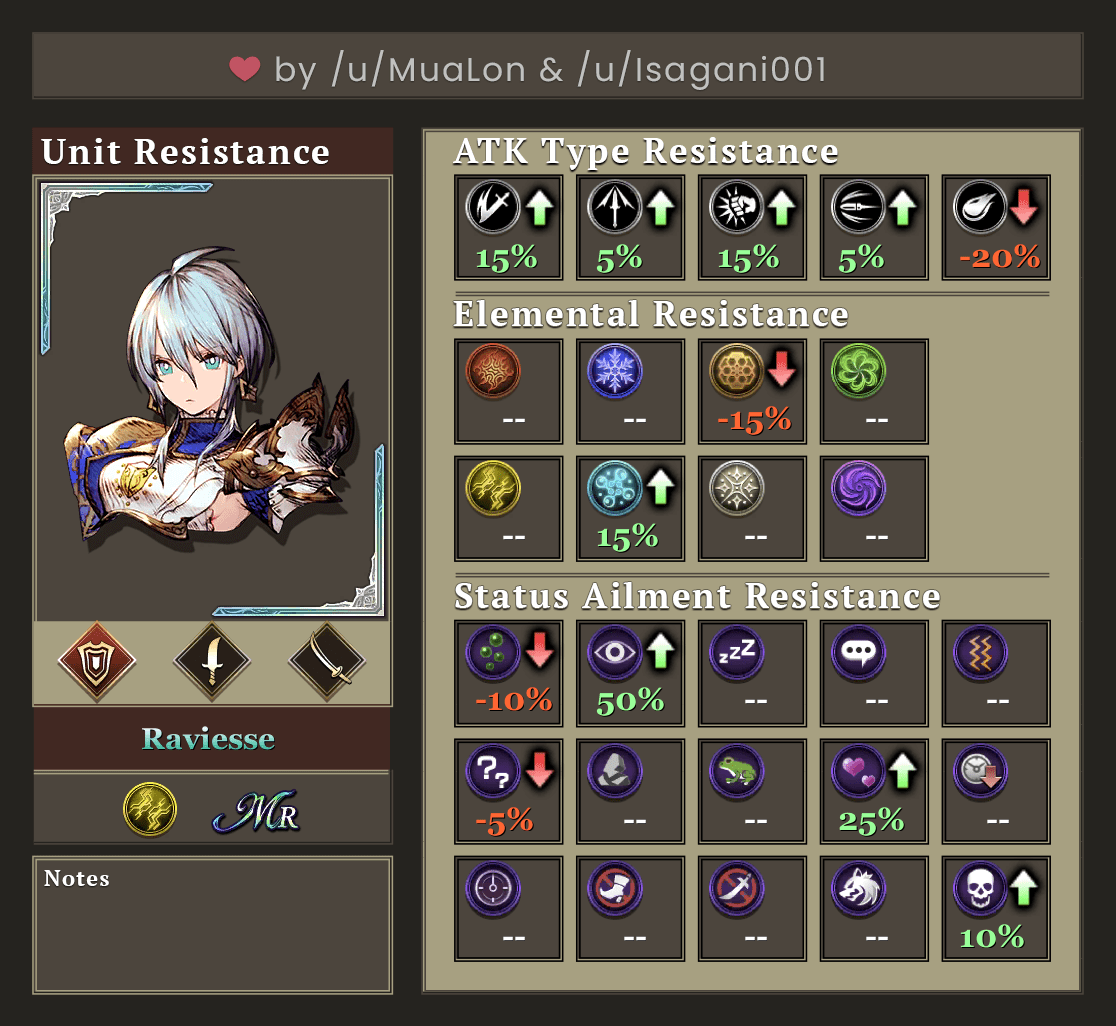 by /u/MuaLon & /u/Isagani001
Unit Resistance
Raviesse
MR
Notes
ATK Type Resistance
15% 5% 15% 5% -20%
Elemental Resistance
-- -- -15% --
-- 15% -- --
Status Ailment Resistance
zzZZ
-10% 50% -- -- --
??
-5% -- -- 25% --
-- -- -- -- 10%